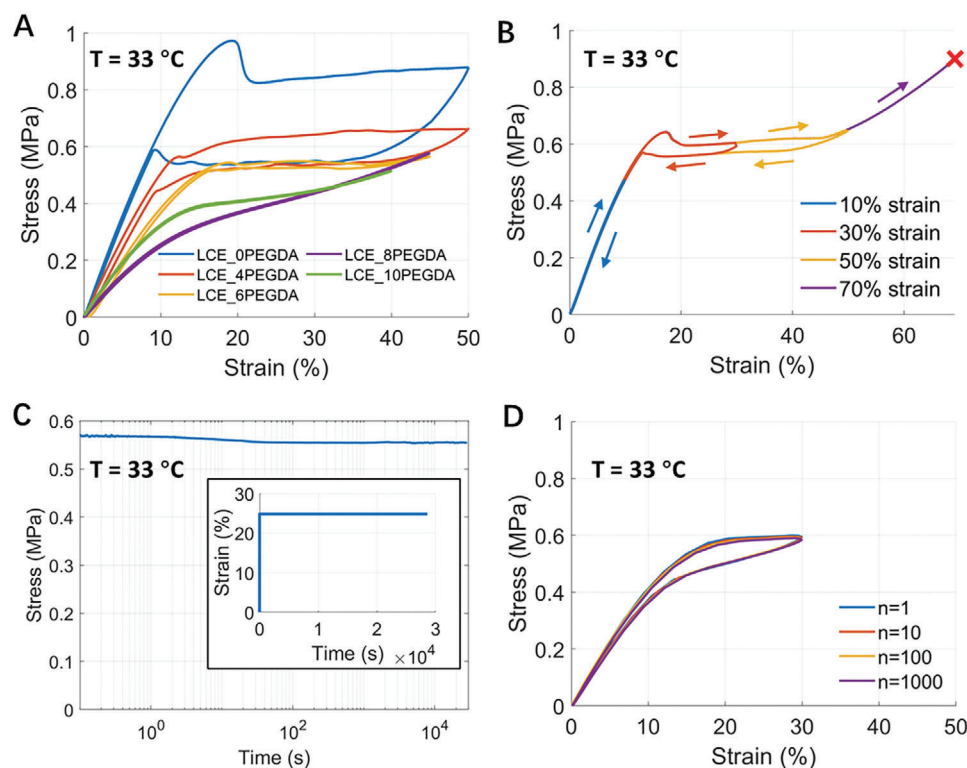 A
T = 33 °C
1
0.8
0.6
0.4
0.2
0
0 10 20 30 40 50
Stress (MPa)
Strain (%)
LCE_0PEGDA LCE_8PEGDA
LCE_4PEGDA LCE_10PEGDA
LCE_6PEGDA
B
T = 33 °C
1
0.8
0.6
0.4
0.2
0
0 20 40 60
Stress (MPa)
Strain (%)
10% strain
30% strain
50% strain
70% strain
C
T = 33 °C
0.6
0.5
0.4
0.3
0.2
0.1
0
10^0 10^2 10^4
Stress (MPa)
Time (s)
30
20
10
0
0 1 2 3
Strain (%)
Time (s) ×10^4
D
T = 33 °C
1
0.8
0.6
0.4
0.2
0
0 10 20 30 40 50
Stress (MPa)
Strain (%)
n=1
n=10
n=100
n=1000